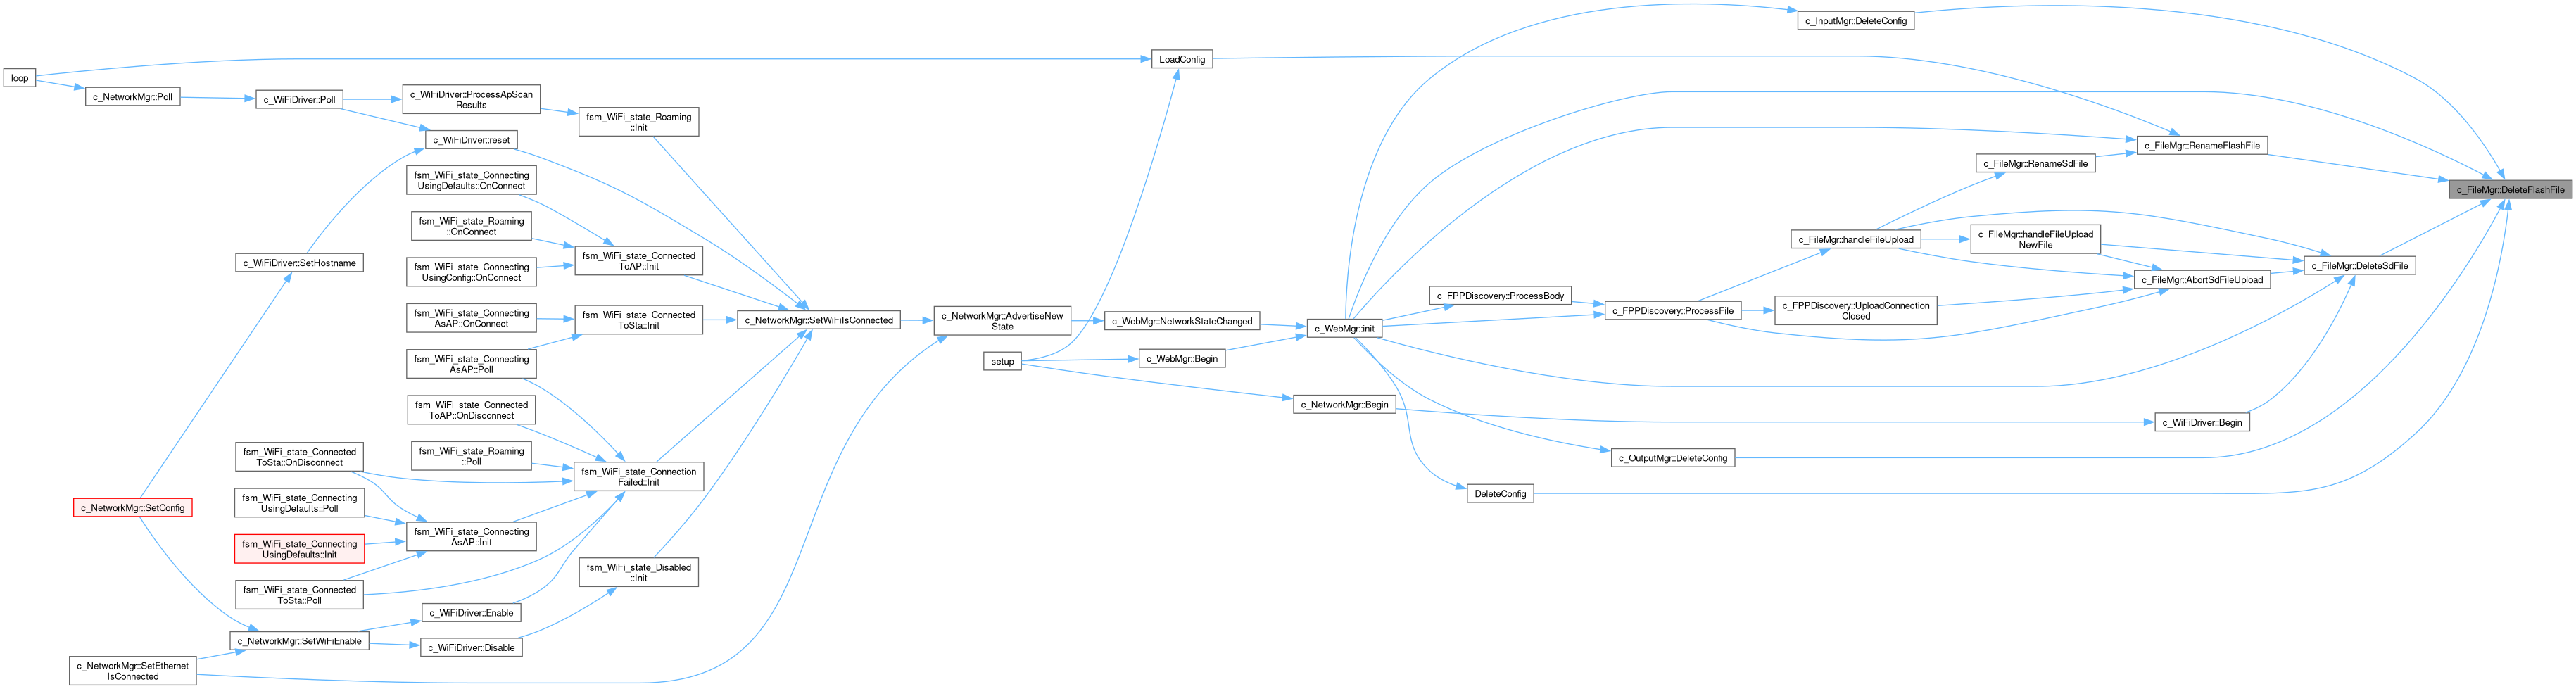 loop
c_NetworkMgr::Poll
c_WiFiDriver::Poll
c_WiFiDriver::ProcessApScan
Results
fsm_WiFi_state_Roaming
::Init
c_WiFiDriver::reset
fsm_WiFi_state_Connecting
UsingDefaults::OnConnect
fsm_WiFi_state_Roaming
::OnConnect
fsm_WiFi_state_Connected
ToAP::Init
fsm_WiFi_state_Connecting
UsingConfig::OnConnect
c_WiFiDriver::SetHostname
fsm_WiFi_state_Connecting
AsAP::OnConnect
fsm_WiFi_state_Connected
ToSta::Init
fsm_WiFi_state_Connecting
AsAP::Poll
fsm_WiFi_state_Connected
ToAP::OnDisconnect
fsm_WiFi_state_Roaming
::Poll
fsm_WiFi_state_Connected
ToSta::OnDisconnect
fsm_WiFi_state_Connection
Failed::Init
c_NetworkMgr::SetConfig
fsm_WiFi_state_Connecting
UsingDefaults::Poll
fsm_WiFi_state_Connecting
UsingDefaults::Init
fsm_WiFi_state_Connecting
AsAP::Init
fsm_WiFi_state_Connected
ToSta::Poll
fsm_WiFi_state_Disabled
::Init
c_WiFiDriver::Enable
c_NetworkMgr::SetWiFiEnable
c_WiFiDriver::Disable
c_NetworkMgr::SetEthernet
IsConnected
c_NetworkMgr::SetWiFiIsConnected
c_NetworkMgr::AdvertiseNew
State
c_WebMgr::NetworkStateChanged
LoadConfig
setup
c_WebMgr::Begin
c_NetworkMgr::Begin
c_WebMgr::init
c_FPPDiscovery::ProcessBody
c_InputMgr::DeleteConfig
c_FileMgr::RenameSdFile
c_FileMgr::RenameFlashFile
c_FileMgr::DeleteFlashFile
c_FileMgr::handleFileUpload
c_FileMgr::handleFileUpload
NewFile
c_FileMgr::DeleteSdFile
c_FileMgr::AbortSdFileUpload
c_FPPDiscovery::ProcessFile
c_FPPDiscovery::UploadConnection
Closed
c_WiFiDriver::Begin
c_OutputMgr::DeleteConfig
DeleteConfig